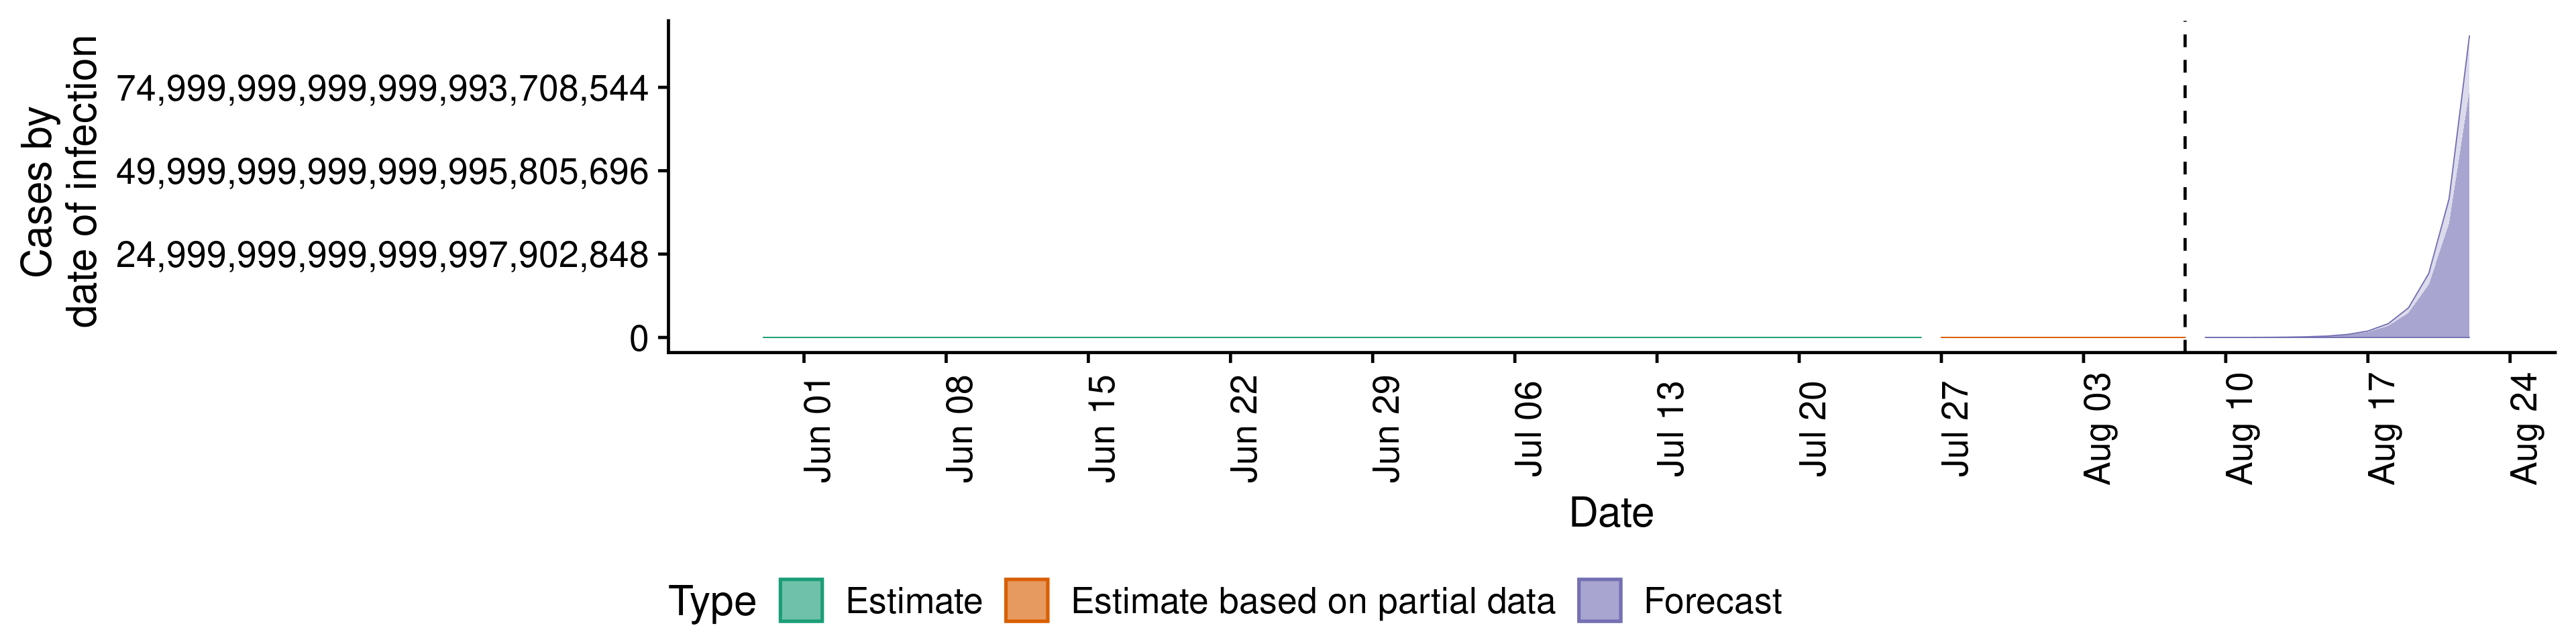 Cases by
date of infection
74,999,999,999,999,993,708,544
49,999,999,999,999,995,805,696
24,999,999,999,999,997,902,848
0
Jun 01
Jun 08
Jun 15
Jun 22
Jun 29
Jul 06
Jul 13
Jul 20
Jul 27
Aug 03
Aug 10
Aug 17
Aug 24
Date
Type Estimate Estimate based on partial data Forecast